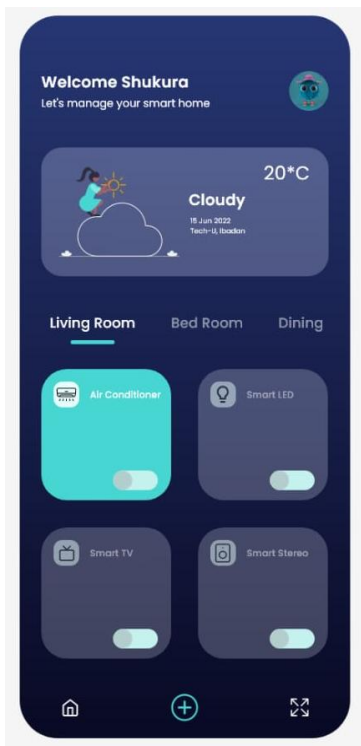 Welcome Shukura
Let's manage your smart home
20*C
Cloudy
15 Jun 2022
Tech-U, Ibadan
Living Room Bed Room Dining
Air Conditioner Smart LED
Smart TV Smart Stereo